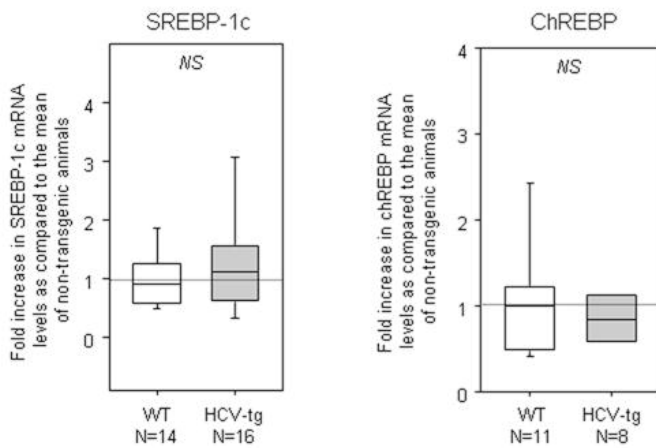 SREBP-1c
NS
Fold increase in SREBP-1c mRNA
levels as compared to the mean
of non-transgenic animals
4
3
2
1
0
WT
N=14
HCV-tg
N=16
ChREBP
NS
Fold increase in chREBP mRNA
levels as compared to the mean
of non-transgenic animals
4
3
2
1
0
WT
N=11
HCV-tg
N=8